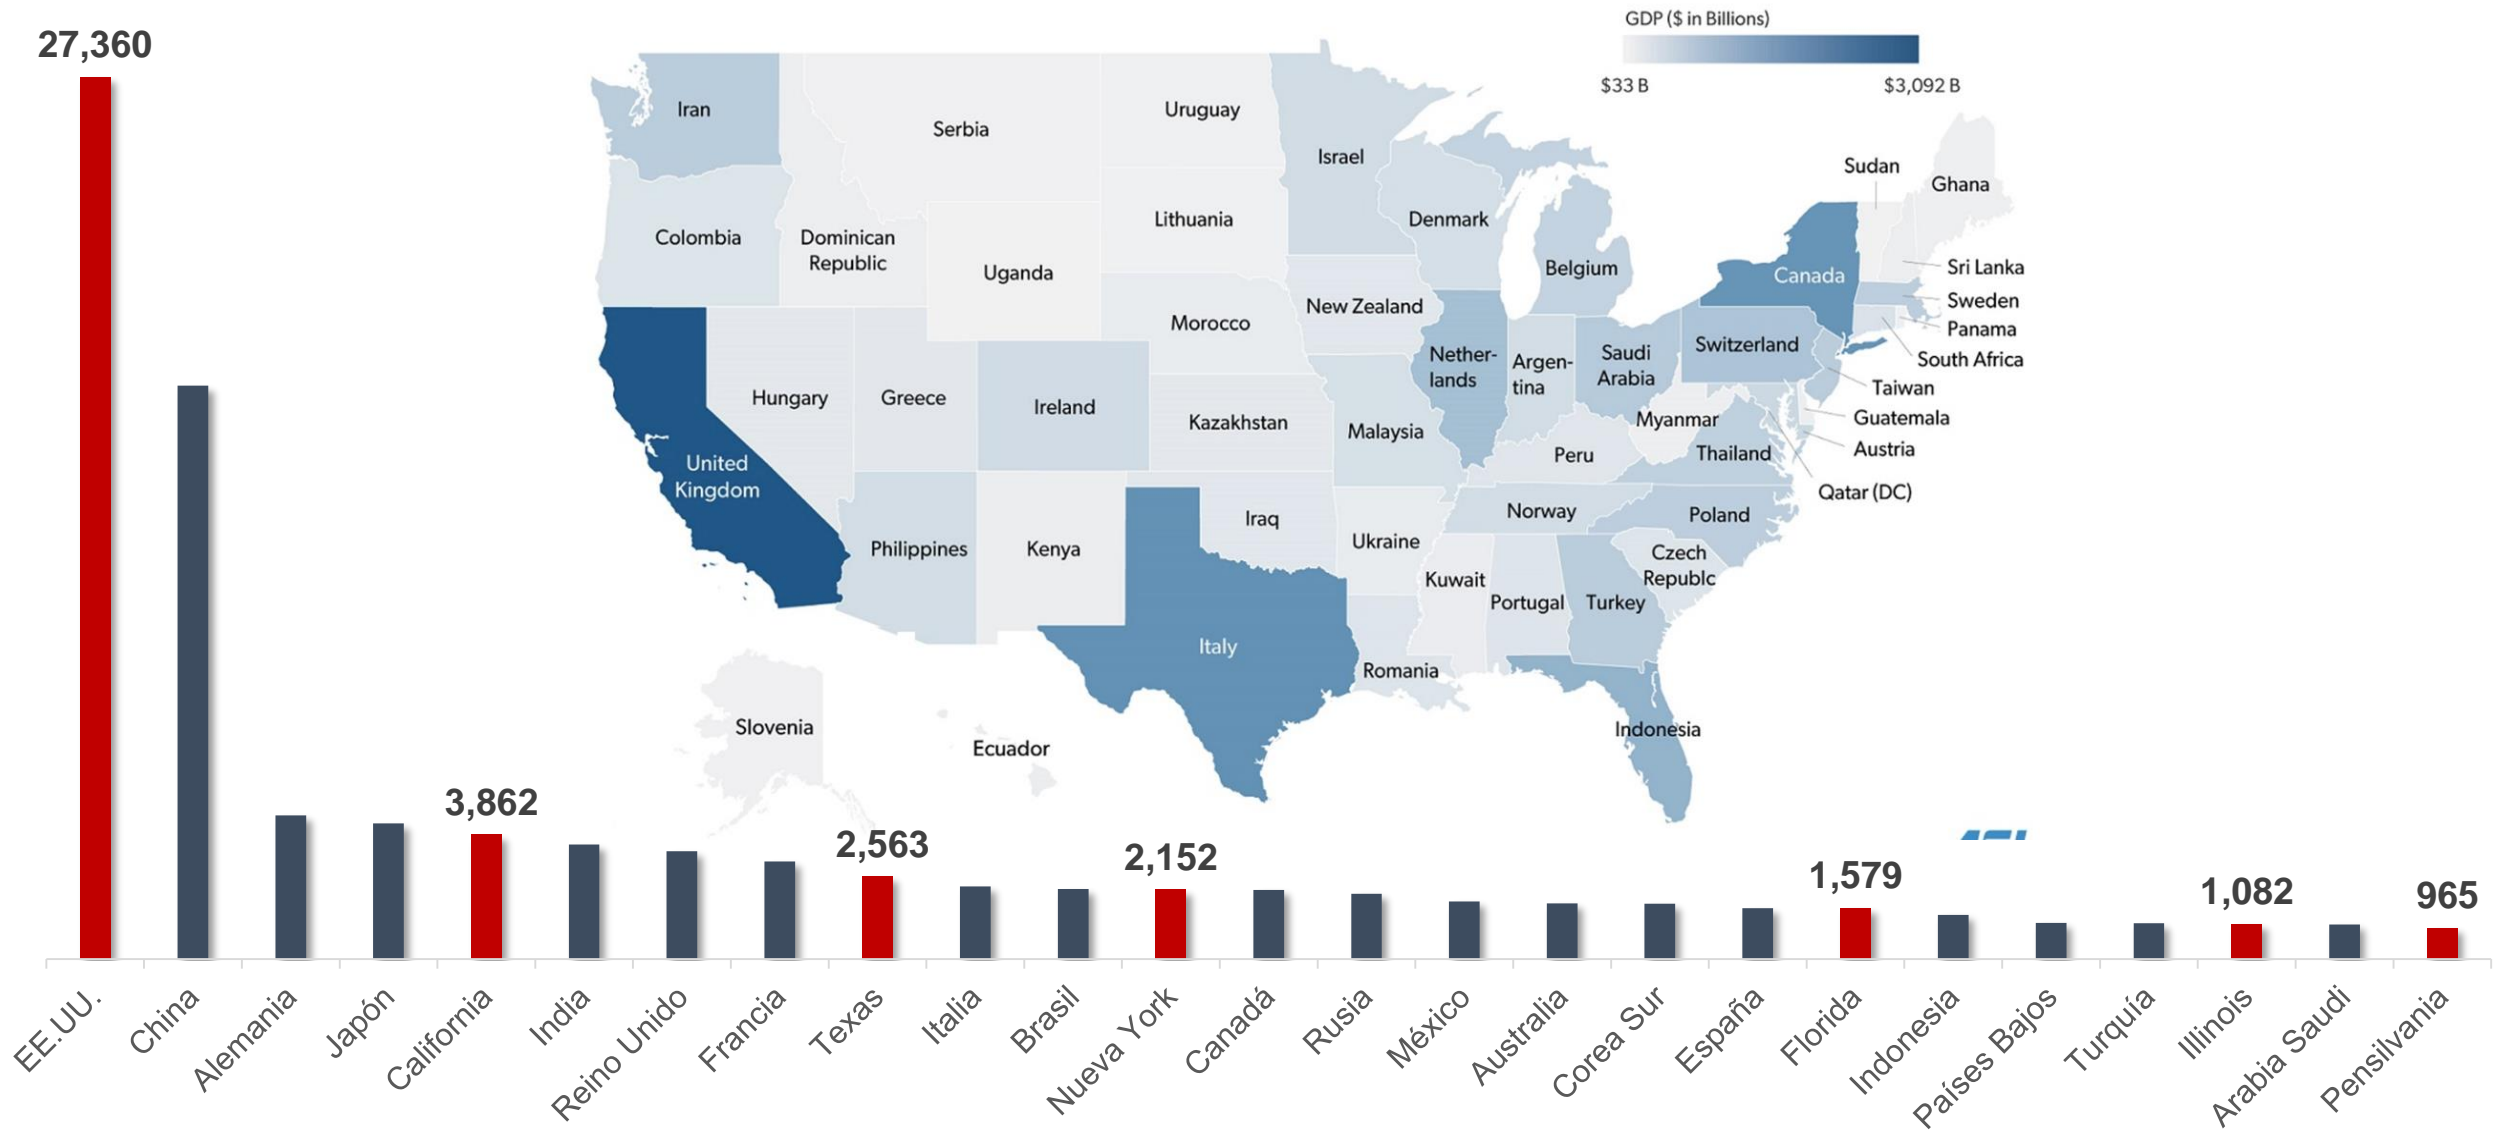 27,360
GDP ($ in Billions)
$33 B
$3,092 B
Iran
Serbia
Uruguay
Israel
Sudan
Ghana
Colombia
Dominican
Republic
Lithuania
Denmark
Uganda
Belgium
Canada
Sri Lanka
Sweden
Panama
South Africa
New Zealand
Morocco
Switzerland
Nether-
lands
Argen-
tina
Saudi
Arabia
Taiwan
Hungary
Greece
Ireland
Kazakhstan
Malaysia
Myanmar
Guatemala
Austria
United
Kingdom
Peru
Thailand
Qatar (DC)
Norway
Poland
Iraq
Philippines
Kenya
Ukraine
Czech
Republc
Kuwait
Portugal
Turkey
Italy
Romania
Slovenia
Ecuador
Indonesia
3,862
2,563
2,152
1,579
1,082
965
EE.UU.
China
Alemania
Japón
California
India
Reino Unido
Francia
Texas
Italia
Brasil
Nueva York
Canadá
Rusia
México
Australia
Corea Sur
España
Florida
Indonesia
Países Bajos
Turquía
Illinois
Arabia Saudi
Pensilvania